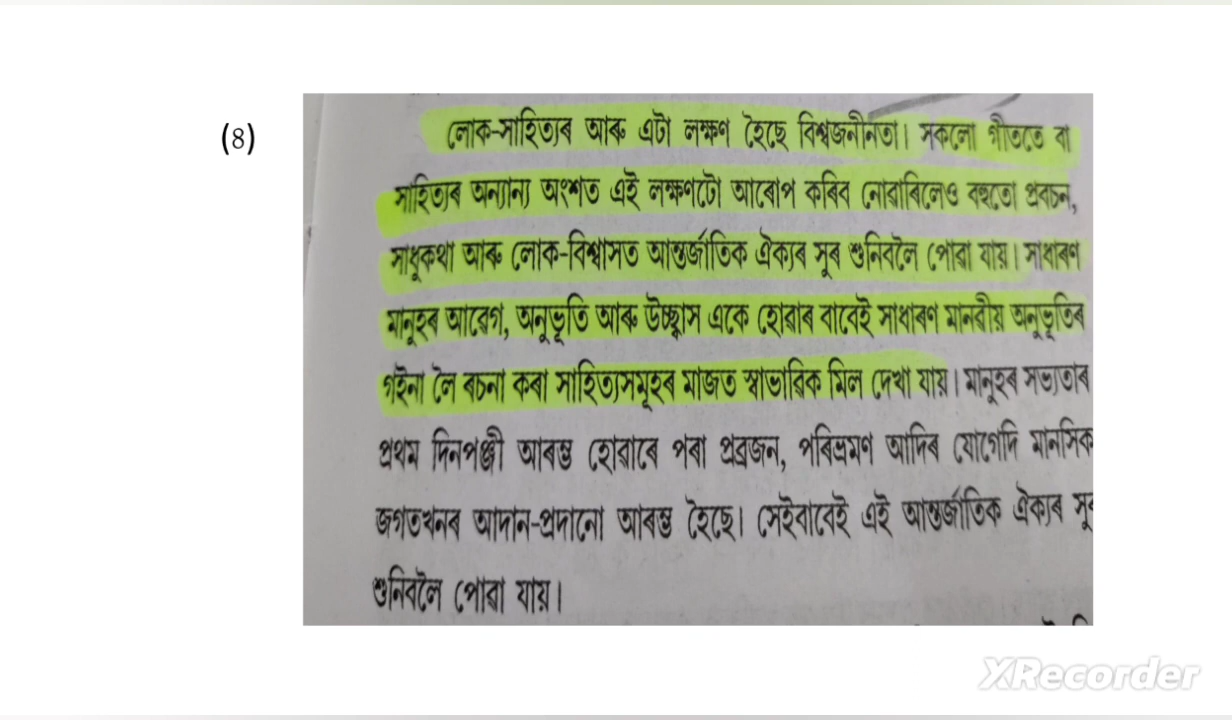 (8)
লোক-সাহিত্যৰ আৰু এটা লক্ষণ হৈছে বিশ্বজনীনতা। সকলো গীততে বা
সাহিত্যৰ অন্যান্য অংশত এই লক্ষণটো আৰোপ কৰিব নোৱাৰিলেও বহুতো প্ৰবচন,
সাধুকথা আৰু লোক-বিশ্বাসত আন্তৰ্জাতিক ঐক্যৰ সুৰ শুনিবলৈ পোৱা যায়। সাধাৰণ
মানুহৰ আৱেগ, অনুভূতি আৰু উচ্ছ্বাস একে হোৱাৰ বাবেই সাধাৰণ মানৱীয় অনুভূতিৰ
গইনা লৈ ৰচনা কৰা সাহিত্যসমূহৰ মাজত স্বাভাৱিক মিল দেখা যায়। মানুহৰ সভ্যতাৰ
প্ৰথম দিনপঞ্জী আৰম্ভ হোৱাৰে পৰা প্ৰব্ৰজন, পৰিভ্ৰমণ আদিৰ যোগেদি মানসিক
জগতখনৰ আদান-প্ৰদানো আৰম্ভ হৈছে। সেইবাবেই এই আন্তৰ্জাতিক ঐক্যৰ সুৰ
শুনিবলৈ পোৱা যায়।
XRecorder